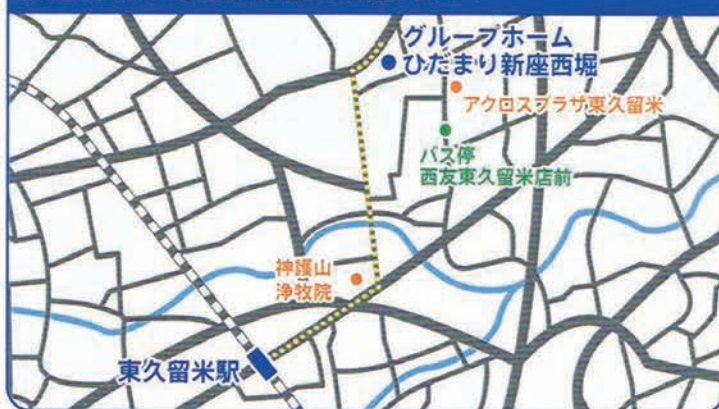 グループホーム
ひだまり新座西堀
アクロスプラザ東久留米
バス停
西友東久留米店前
神護山
浄牧院
東久留米駅